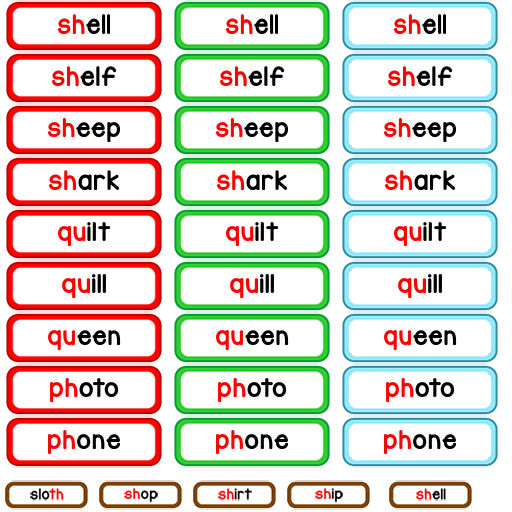 shell shell shell
shelf shelf shelf
sheep sheep sheep
shark shark shark
quilt quilt quilt
quill quill quill
queen queen queen
photo photo photo
phone phone phone
sloth shop shirt ship shell